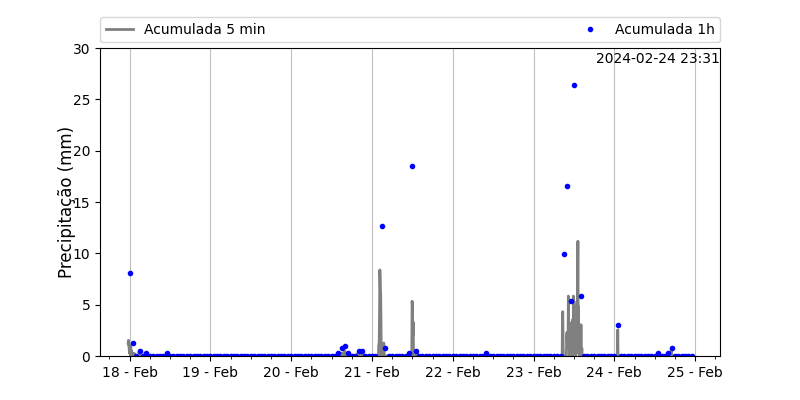 Acumulada 5 min
Acumulada 1h
2024-02-24 23:31
Precipitação (mm)
30
25
20
15
10
5
0
18 - Feb
19 - Feb
20 - Feb
21 - Feb
22 - Feb
23 - Feb
24 - Feb
25 - Feb